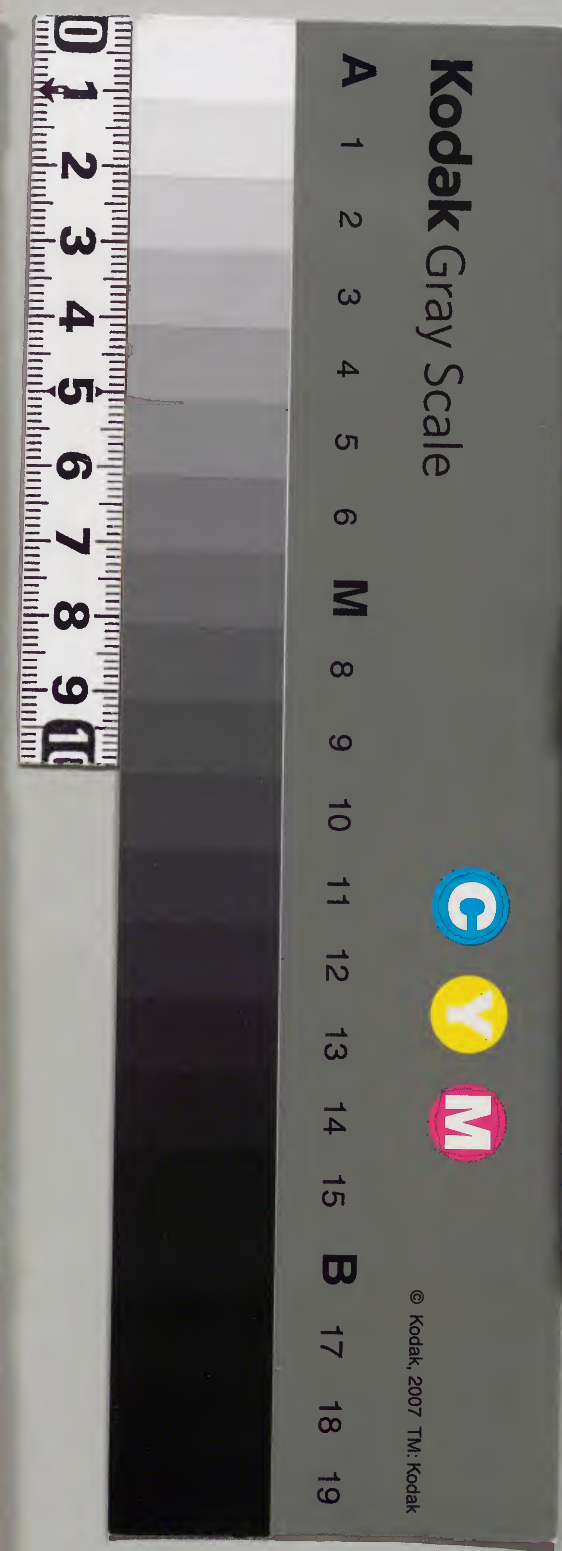 Kodak Gray Scale
C Y M
© Kodak, 2007 TM: Kodak
A 1 2 3 4 5 6 M 8 9 10 11 12 13 14 15 B 17 18 19
0 1 2 3 4 5 6 7 8 9 10